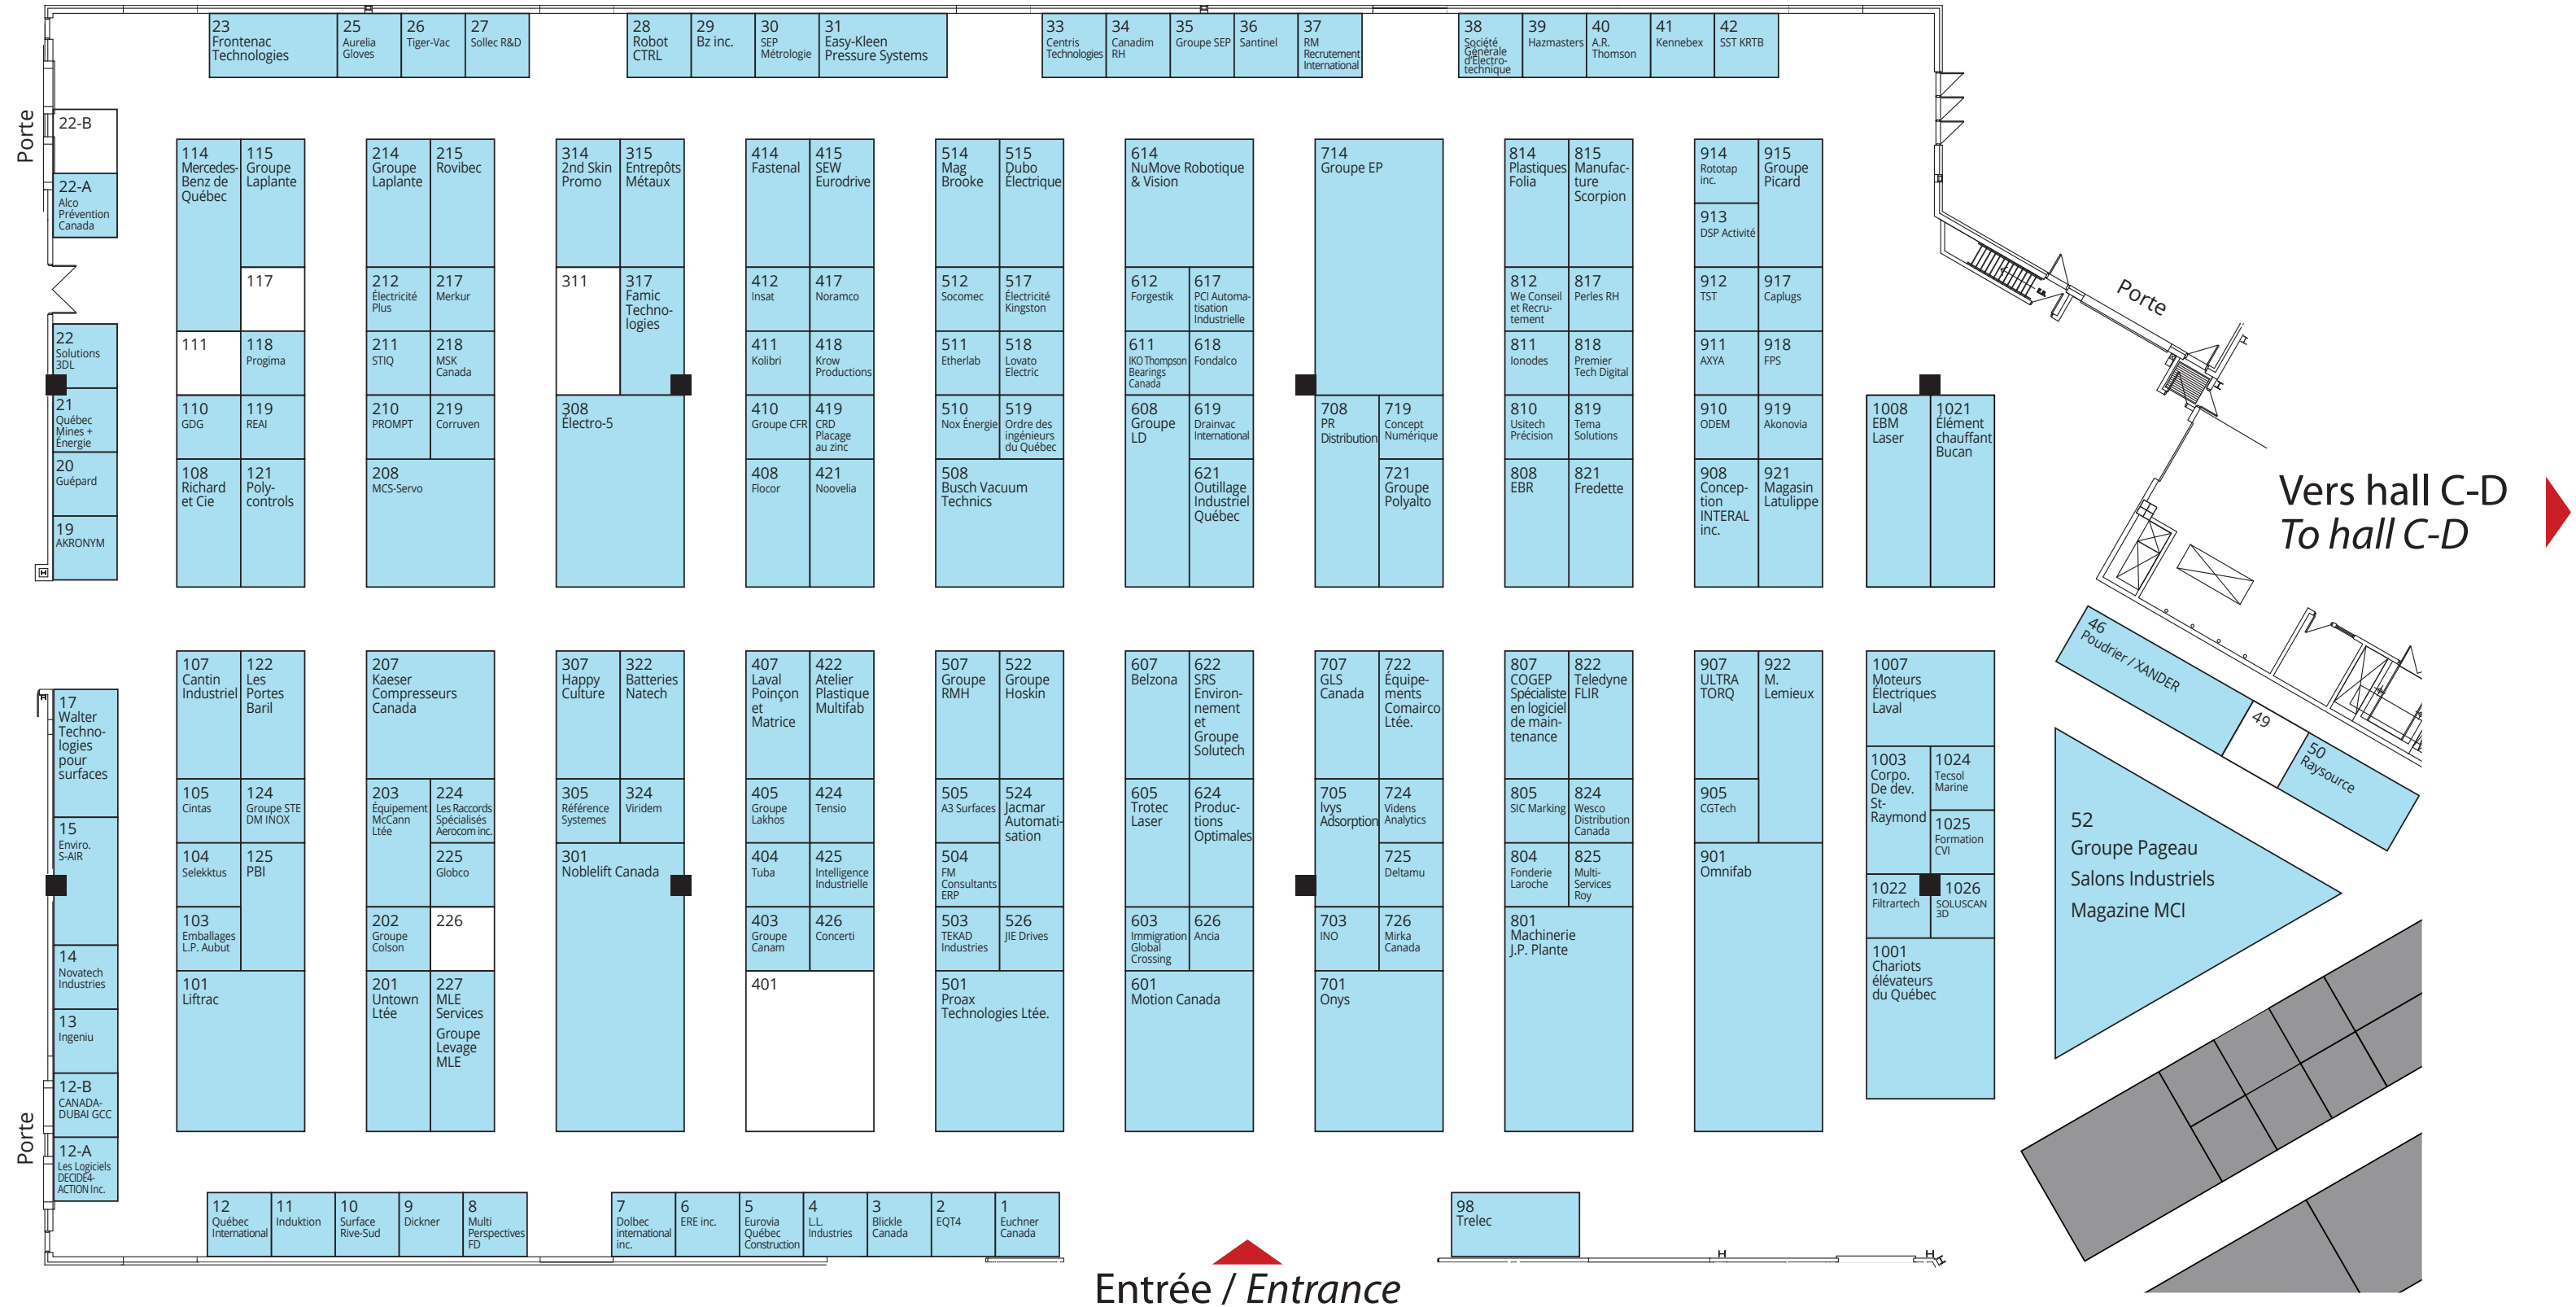 23
Frontenac
Technologies
25
Aurelia
Gloves
26
Tiger-Vac
27
Sollec R&D
28
Robot
CTRL
29
Bz inc.
30
SEP
Métrologie
31
Easy-Kleen
Pressure Systems
33
Centris
Technologies
34
Canadim
RH
35
Groupe SEP
36
Santinel
37
RM
Recrutement
International
38
Société
Générale
d'Électro-
technique
39
Hazmasters
40
A.R.
Thomson
41
Kennebex
42
SST KRTB
Porte
22-B
22-A
Alco
Prévention
Canada
22
Solutions
3DL
21
Québec
Mines +
Énergie
20
Guépard
19
AKRONYM
114
Mercedes-
Benz de
Québec
115
Groupe
Laplante
117
111
118
Progima
110
GDG
119
REAI
108
Richard
et Cie
121
Poly-
controls
214
Groupe
Laplante
215
Rovibec
212
Électricité
Plus
217
Merkur
211
STIQ
218
MSK
Canada
210
PROMPT
219
Corruven
208
MCS-Servo
314
2nd Skin
Promo
315
Entrepôts
Métaux
311
317
Famic
Techno-
logies
308
Électro-5
414
Fastenal
415
SEW
Eurodrive
412
Insat
417
Noramco
411
Kolibri
418
Krow
Productions
410
Groupe CFR
419
CRD
Placage
au zinc
408
Flocor
421
Noovelia
514
Mag
Brooke
515
Dubo
Électrique
512
Socomec
517
Électricité
Kingston
511
Etherlab
518
Lovato
Electric
510
Nox Énergie
519
Ordre des
ingénieurs
du Québec
508
Busch Vacuum
Technics
614
NuMove Robotique
& Vision
612
Forgestik
617
PCI Automa-
tisation
Industrielle
611
IKO Thompson
Bearings
Canada
618
Fondalco
608
Groupe
LD
619
Drainvac
International
621
Outillage
Industriel
Québec
714
Groupe EP
708
PR
Distribution
719
Concept
Numérique
721
Groupe
Polyalto
814
Plastiques
Folia
815
Manufac-
ture
Scorpion
812
We Conseil
et Recru-
tement
817
Perles RH
811
Ionodes
818
Premier
Tech Digital
810
Usitech
Précision
819
Tema
Solutions
808
EBR
821
Fredette
914
Rototap
inc.
915
Groupe
Picard
913
DSP Activité
912
TST
917
Caplugs
911
AXYA
918
FPS
910
ODEM
919
Akonovia
908
Concep-
tion
INTERAL
inc.
921
Magasin
Latulippe
1008
EBM
Laser
1021
Élément
chauffant
Bucan
Porte
Vers hall C-D
To hall C-D
17
Walter
Techno-
logies
pour
surfaces
15
Enviro.
S-AIR
14
Novatech
Industries
13
Ingeniu
12-B
CANADA-
DUBAI GCC
12-A
Les Logiciels
DECIDE4-
ACTION Inc.
Porte
107
Cantin
Industriel
122
Les
Portes
Baril
105
Cintas
124
Groupe STE
DM INOX
104
Selekktus
125
PBI
103
Emballages
L.P. Aubut
101
Liftrac
207
Kaeser
Compresseurs
Canada
203
Équipement
McCann
Ltée
224
Les Raccords
Spécialisés
Aerocom inc.
225
Globco
202
Groupe
Colson
226
201
Untown
Ltée
227
MLE
Services
Groupe
Levage
MLE
307
Happy
Culture
322
Batteries
Natech
305
Référence
Systemes
324
Viridem
301
Noblelift Canada
407
Laval
Poinçon
et
Matrice
422
Atelier
Plastique
Multifab
405
Groupe
Lakhos
424
Tensio
404
Tuba
425
Intelligence
Industrielle
403
Groupe
Canam
426
Concerti
401
507
Groupe
RMH
522
Groupe
Hoskin
505
A3 Surfaces
524
Jacmar
Automati-
sation
504
FM
Consultants
ERP
503
TEKAD
Industries
526
JIE Drives
501
Proax
Technologies Ltée.
607
Belzona
622
SRS
Environ-
nement
et
Groupe
Solutech
605
Trotec
Laser
624
Produc-
tions
Optimales
603
Immigration
Global
Crossing
626
Ancia
601
Motion Canada
707
GLS
Canada
722
Équipe-
ments
Comairco
Ltée.
705
Ivys
Adsorption
724
Videns
Analytics
725
Deltamu
703
INO
726
Mirka
Canada
701
Onys
807
COGEP
Spécialiste
en logiciel
de main-
tenance
822
Teledyne
FLIR
805
SIC Marking
824
Wesco
Distribution
Canada
804
Fonderie
Laroche
825
Multi-
Services
Roy
801
Machinerie
J.P. Plante
907
ULTRA
TORQ
922
M.
Lemieux
905
CGTech
901
Omnifab
1007
Moteurs
Électriques
Laval
1003
Corpo.
De dev.
St-
Raymond
1024
Tecsol
Marine
1025
Formation
CVI
1022
Filtrartech
1026
SOLUSCAN
3D
1001
Chariots
élévateurs
du Québec
46
Poudrier / XANDER
49
50
Raysource
52
Groupe Pageau
Salons Industriels
Magazine MCI
12
Québec
International
11
Induktion
10
Surface
Rive-Sud
9
Dickner
8
Multi
Perspectives
FD
7
Dolbec
international
inc.
6
ERE inc.
5
Eurovia
Québec
Construction
4
L.L.
Industries
3
Blickle
Canada
2
EQT4
1
Euchner
Canada
98
Trelec
Entrée / Entrance